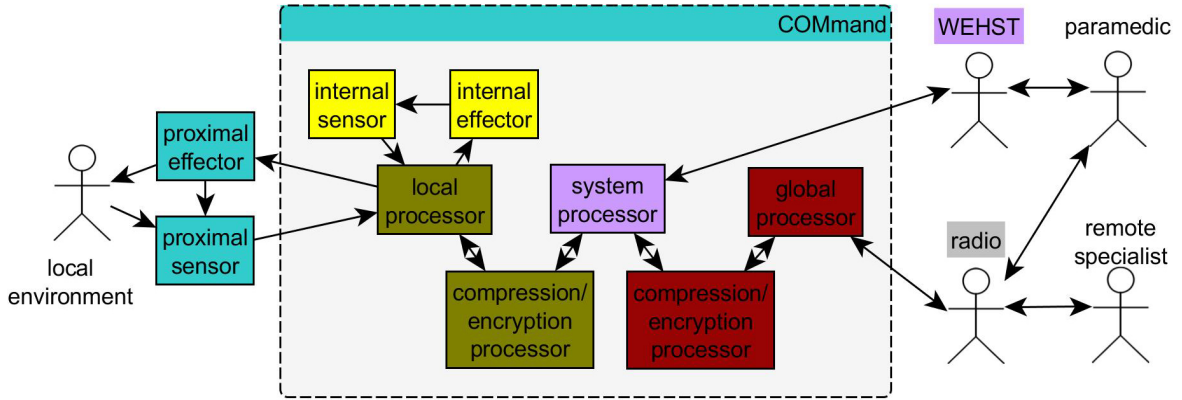 COMmand
WEHST
paramedic
internal
sensor
internal
effector
proximal
effector
local
processor
system
processor
global
processor
proximal
sensor
local
environment
radio
remote
specialist
compression/
encryption
processor
compression/
encryption
processor